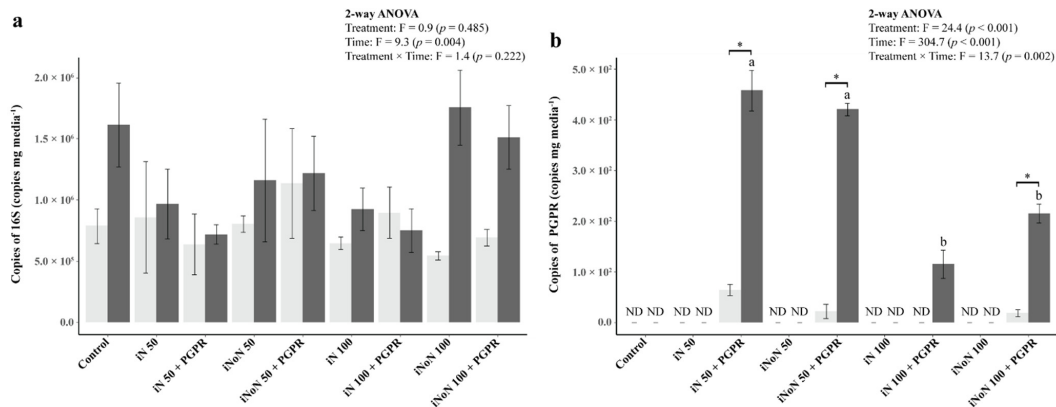 a
2-way ANOVA
Treatment: F = 0.9 (p = 0.485)
Time: F = 9.3 (p = 0.004)
Treatment × Time: F = 1.4 (p = 0.222)
Copies of 16S (copies mg media⁻¹)
2.0 × 10⁶
1.5 × 10⁶
1.0 × 10⁶
5.0 × 10⁵
0.0
Control
iN 50
iN 50 + PGPR
iNoN 50
iNoN 50 + PGPR
iN 100
iN 100 + PGPR
iNoN 100
iNoN 100 + PGPR
b
2-way ANOVA
Treatment: F = 24.4 (p < 0.001)
Time: F = 304.7 (p < 0.001)
Treatment × Time: F = 13.7 (p = 0.002)
Copies of PGPR (copies mg media⁻¹)
5.0 × 10²
4.0 × 10²
3.0 × 10²
2.0 × 10²
1.0 × 10²
0.0
* a
* a
b
* b
ND ND ND ND ND ND ND ND ND ND ND
Control
iN 50
iN 50 + PGPR
iNoN 50
iNoN 50 + PGPR
iN 100
iN 100 + PGPR
iNoN 100
iNoN 100 + PGPR